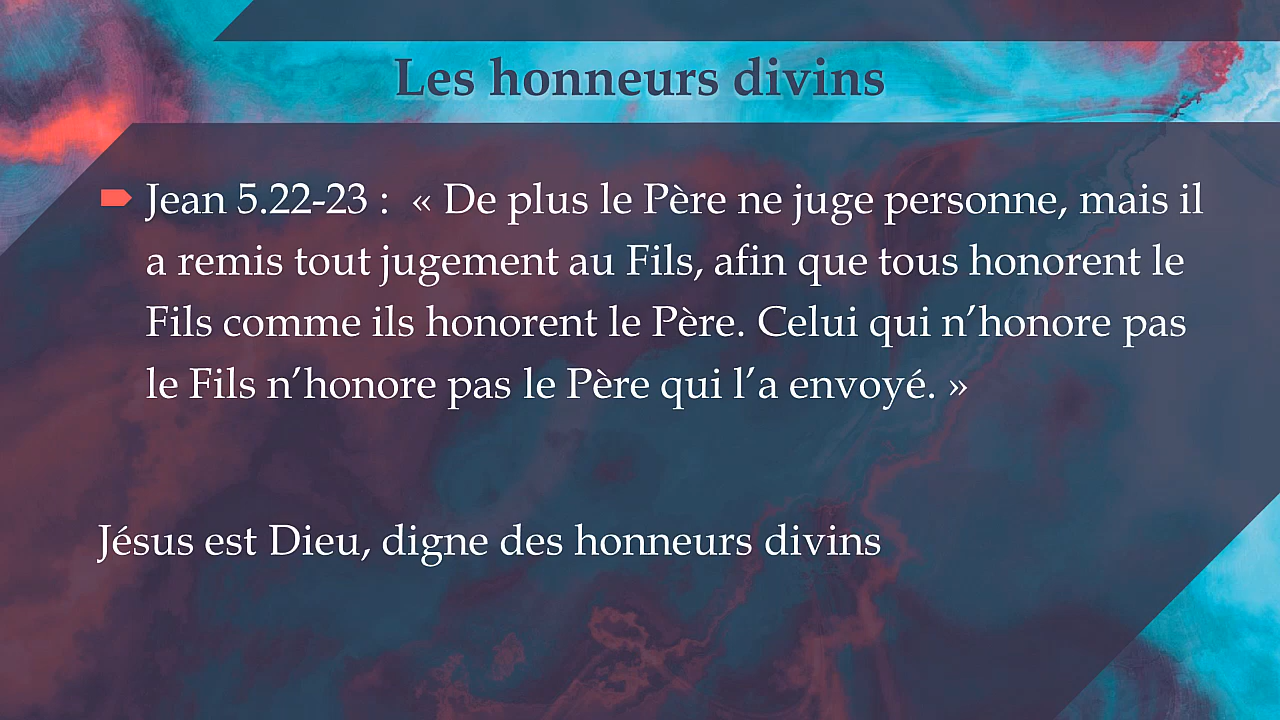 Les honneurs divins
Jean 5.22-23 :  « De plus le Père ne juge personne, mais il
a remis tout jugement au Fils, afin que tous honorent le
Fils comme ils honorent le Père. Celui qui n’honore pas
le Fils n’honore pas le Père qui l’a envoyé. »
Jésus est Dieu, digne des honneurs divins